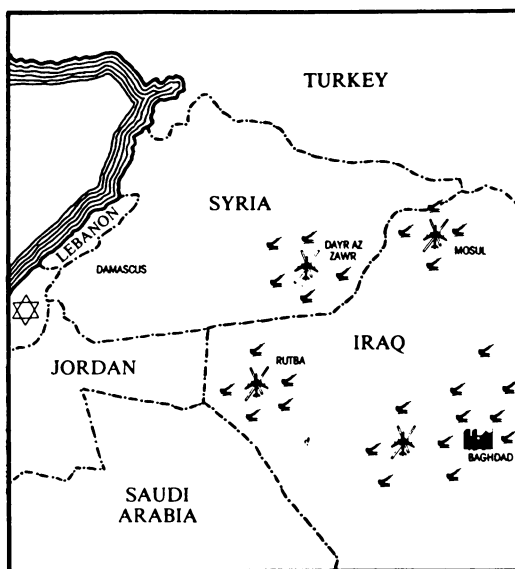 TURKEY
SYRIA
LEBANON
DAMASCUS
DAYR AZ
ZAWR
MOSUL
IRAQ
JORDAN
RUTBA
BAGHDAD
SAUDI
ARABIA